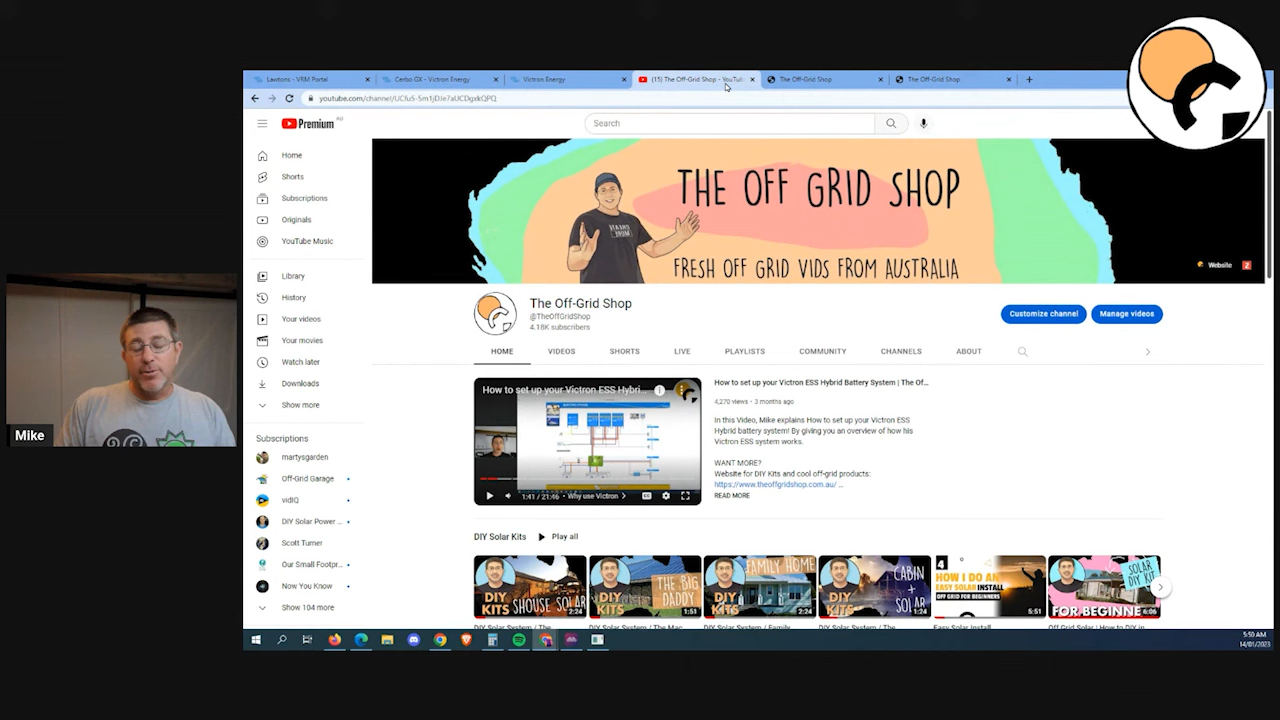 Lawtons - VRM Portal
Cerbo GX - Victron Energy
Victron Energy
(15) The Off-Grid Shop - YouTub
The Off-Grid Shop
The Off-Grid Shop
Premium AU
Search
Home
Shorts
Subscriptions
Originals
YouTube Music
Library
History
Your videos
Your movies
Watch later
Downloads
Show more
Subscriptions
martysgarden
Off-Grid Garage
vidIQ
DIY Solar Power ...
Scott Turner
Our Small Footpr...
Now You Know
Show 104 more
Mike
THE OFF GRID SHOP
FRESH OFF GRID VIDS FROM AUSTRALIA
Website
The Off-Grid Shop
@TheOffGridShop
4.18K subscribers
Customize channel
Manage videos
HOME
VIDEOS
SHORTS
LIVE
PLAYLISTS
COMMUNITY
CHANNELS
ABOUT
How to set up your Victron ESS Hybri...
1:41 / 21:46 • Why use Victron
How to set up your Victron ESS Hybrid Battery System | The Of...
4,270 views • 3 months ago
In this Video, Mike explains How to set up your Victron ESS
Hybrid battery system! By giving you an overview of how his
Victron ESS system works.
WANT MORE?
Website for DIY Kits and cool off-grid products:
https://www.theoffgridshop.com.au/ ...
READ MORE
DIY Solar Kits
Play all
DIY
KITS
SHOUSE SOLAR
2:24
DIY
KITS
THE BIG
DADDY
1:51
DIY
KITS
FAMILY HOME
2:24
DIY
KITS
CABIN
+
SOLAR
1:24
4
HOW I DO AN
EASY SOLAR INSTALL
OFF GRID FOR BEGINNERS
5:51
SOLAR
DIY KIT
FOR BEGINNE
6:06
5:50 AM
14/01/2023